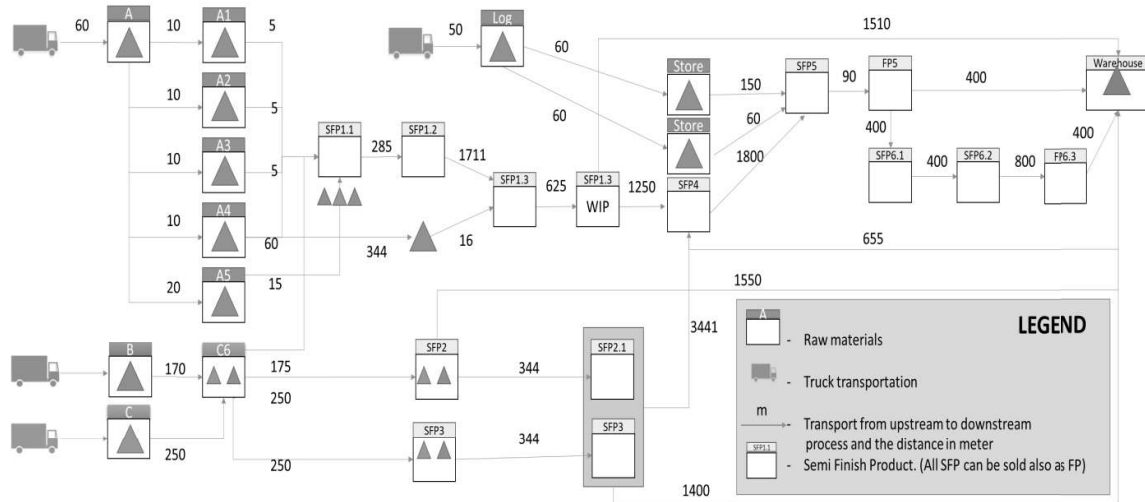 60
A
10
A1
5
10
A2
5
10
A3
5
10
A4
60
344
20
A5
15
SFP1.1
285
SFP1.2
1711
16
SFP1.3
625
SFP1.3
WIP
1250
SFP4
50
Log
60
60
Store
150
Store
60
1800
1510
SFP5
90
FP5
400
Warehouse
400
SFP6.1
400
SFP6.2
800
FP6.3
400
655
1550
3441
B
170
C6
175
250
SFP2
344
SFP2.1
C
250
250
SFP3
344
SFP3
1400
LEGEND
A
- Raw materials
- Truck transportation
m
- Transport from upstream to downstream
process and the distance in meter
SFP1.1
- Semi Finish Product. (All SFP can be sold also as FP)